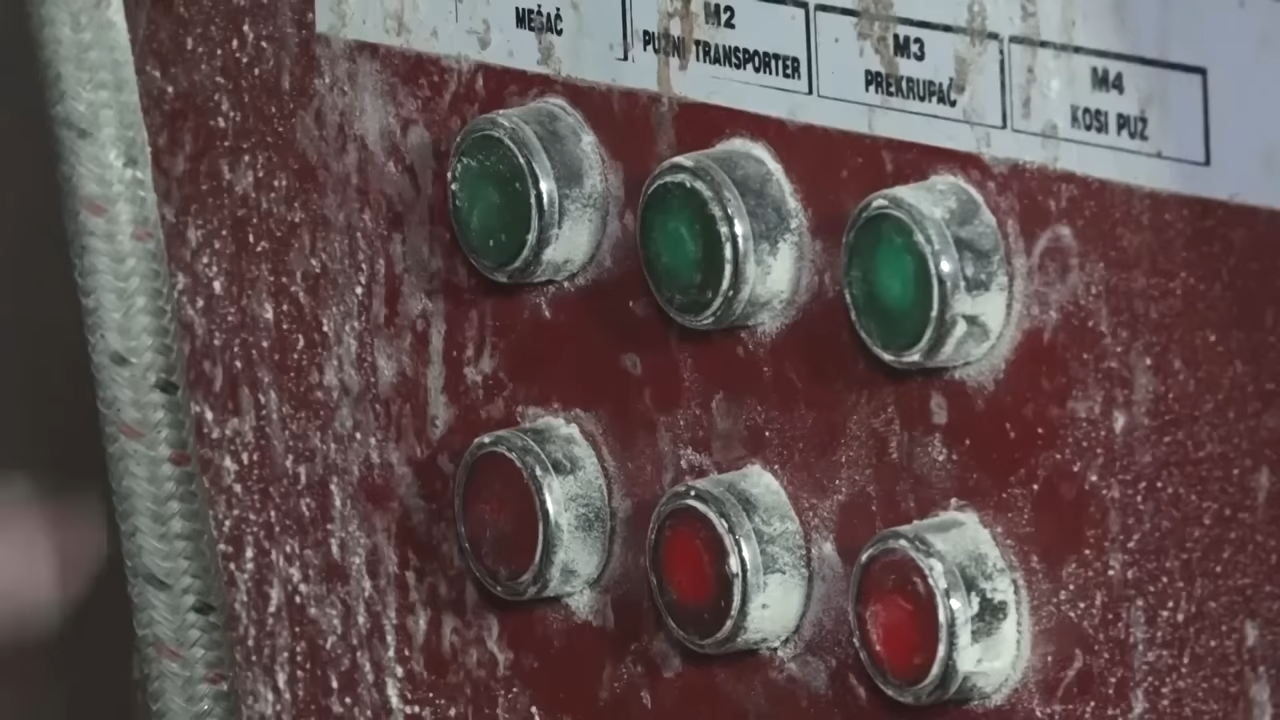 MEŠAČ
M2
PUŽNI TRANSPORTER
M3
PREKRUPAČ
M4
KOSI PUŽ